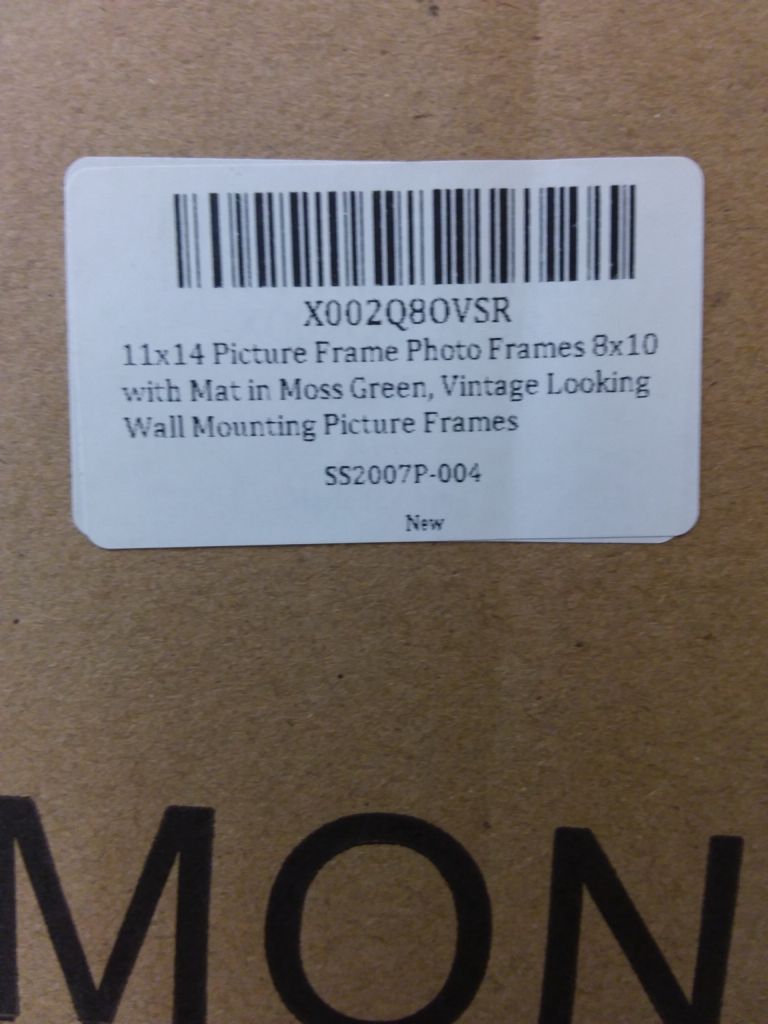 X002Q8OVSR
11x14 Picture Frame Photo Frames 8x10
with Mat in Moss Green, Vintage Looking
Wall Mounting Picture Frames
SS2007P-004
New
MON